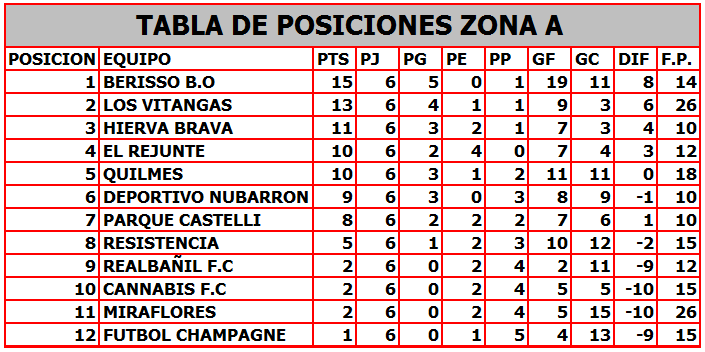 TABLA DE POSICIONES ZONA A
POSICION EQUIPO PTS PJ PG PE PP GF GC DIF F.P.
1 BERISSO B.O 15 6 5 0 1 19 11 8 14
2 LOS VITANGAS 13 6 4 1 1 9 3 6 26
3 HIERVA BRAVA 11 6 3 2 1 7 3 4 10
4 EL REJUNTE 10 6 2 4 0 7 4 3 12
5 QUILMES 10 6 3 1 2 11 11 0 18
6 DEPORTIVO NUBARRON 9 6 3 0 3 8 9 -1 10
7 PARQUE CASTELLI 8 6 2 2 2 7 6 1 10
8 RESISTENCIA 5 6 1 2 3 10 12 -2 15
9 REALBAÑIL F.C 2 6 0 2 4 2 11 -9 12
10 CANNABIS F.C 2 6 0 2 4 5 5 -10 15
11 MIRAFLORES 2 6 0 2 4 5 15 -10 26
12 FUTBOL CHAMPAGNE 1 6 0 1 5 4 13 -9 15